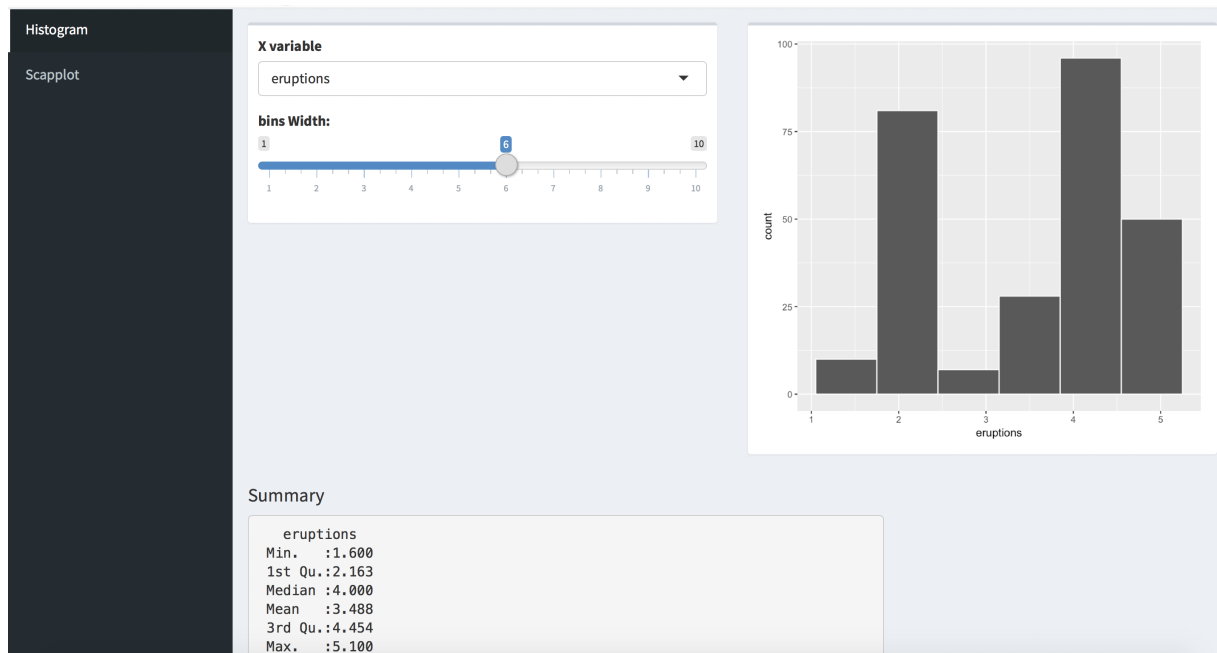 Histogram
Scapplot
X variable
eruptions
bins Width:
1 6 10
1 2 3 4 5 6 7 8 9 10
100
75
50
25
0
count
1 2 3 4 5
eruptions
Summary
eruptions
Min. :1.600
1st Qu.:2.163
Median :4.000
Mean :3.488
3rd Qu.:4.454
Max. :5.100